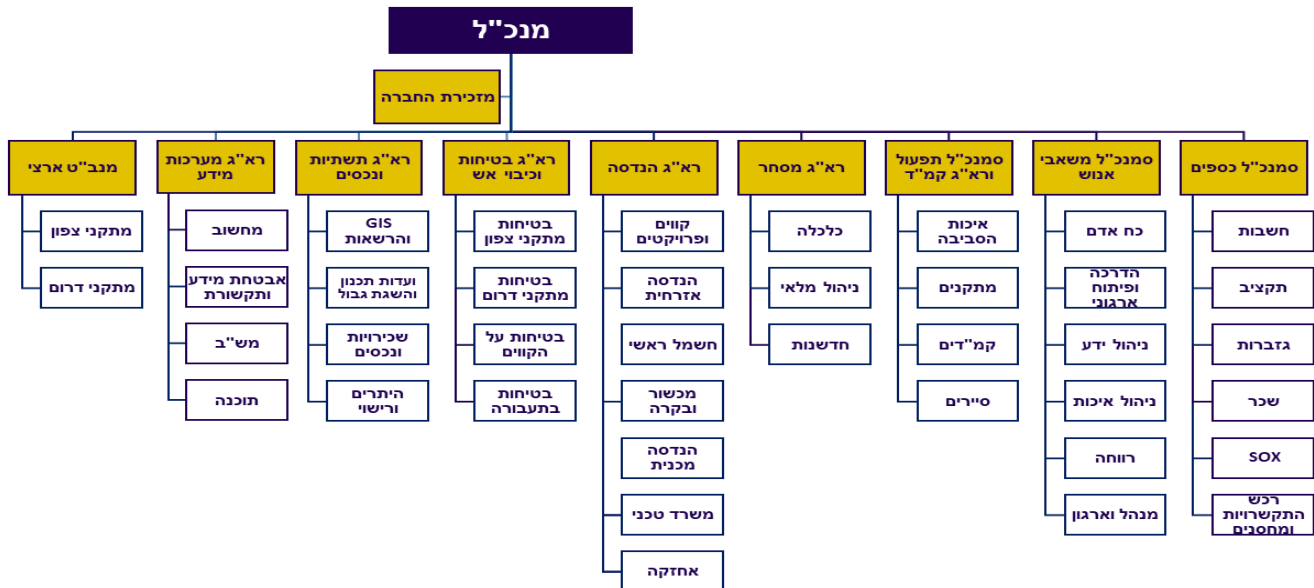 מנכ"ל
מזכירת החברה
סמנכ"ל כספים
חשבות
תקציב
גזברות
שכר
SOX
רכש
התקשרויות
ומחסנים
סמנכ"ל משאבי
אנוש
כח אדם
הדרכה
ופיתוח
ארגוני
ניהול ידע
ניהול איכות
רווחה
מנהל וארגון
סמנכ"ל תפעול
ורא"ג קמ"ד
איכות
הסביבה
מתקנים
קמ"דים
סיירים
רא"ג מסחר
כלכלה
ניהול מלאי
חדשנות
רא"ג הנדסה
קווים
ופרויקטים
הנדסה
אזרחית
חשמל ראשי
מכשור
ובקרה
הנדסה
מכנית
משרד טכני
אחזקה
רא"ג בטיחות
וכיבוי אש
בטיחות
מתקני צפון
בטיחות
מתקני דרום
בטיחות על
הקווים
בטיחות
בתעבורה
רא"ג תשתיות
ונכסים
GIS
והרשאות
ועדות תכנון
והשגת גבול
שכירויות
ונכסים
היתרים
ורישוי
רא"ג מערכות
מידע
מחשוב
אבטחת מידע
ותקשורת
מש"ב
תוכנה
מנב"ט ארצי
מתקני צפון
מתקני דרום